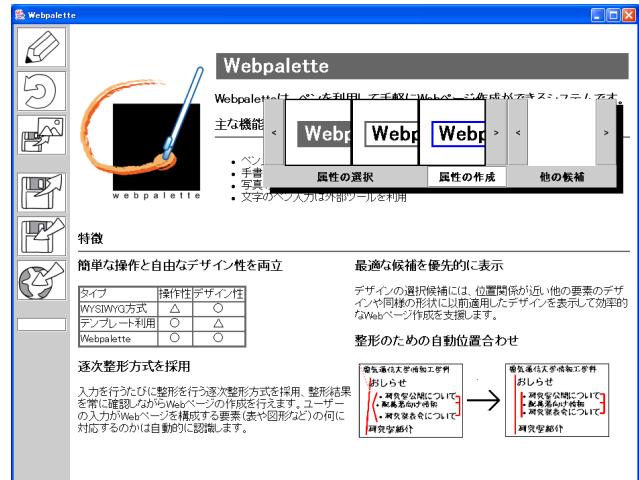 Webpalette
Webpalette
Webpaletteは、ペンを利用して手軽にWebページ作成ができるシステムです。
主な機能
・ペン
・手書
・写真
・文字のペン入力は外部ツールを利用
webpalette
< Webp Webp Webp > < >
属性の選択 属性の作成 他の候補
特徴
簡単な操作と自由なデザイン性を両立
タイプ 操作性 デザイン性
WYSIWYG方式 △ ○
テンプレート利用 ○ △
Webpalette ○ ○
逐次整形方式を採用
入力を行うたびに整形を行う逐次整形方式を採用、整形結果
を常に確認しながらWebページの作成を行えます。ユーザー
の入力がWebページを構成する要素(表や図形など)の何に
対応するのかは自動的に認識します。
最適な候補を優先的に表示
デザインの選択候補には、位置関係が近い他の要素のデザ
インや同様の形状に以前適用したデザインを表示して効率的
なWebページ作成を支援します。
整形のための自動位置合わせ
電気通信大学情報工学科
おしらせ
・研究室公開について
・配属者向け情報
・研究発表会について
研究室紹介
電気通信大学情報工学科
おしらせ
・研究室公開について
・配属者向け情報
・研究発表会について
研究室紹介